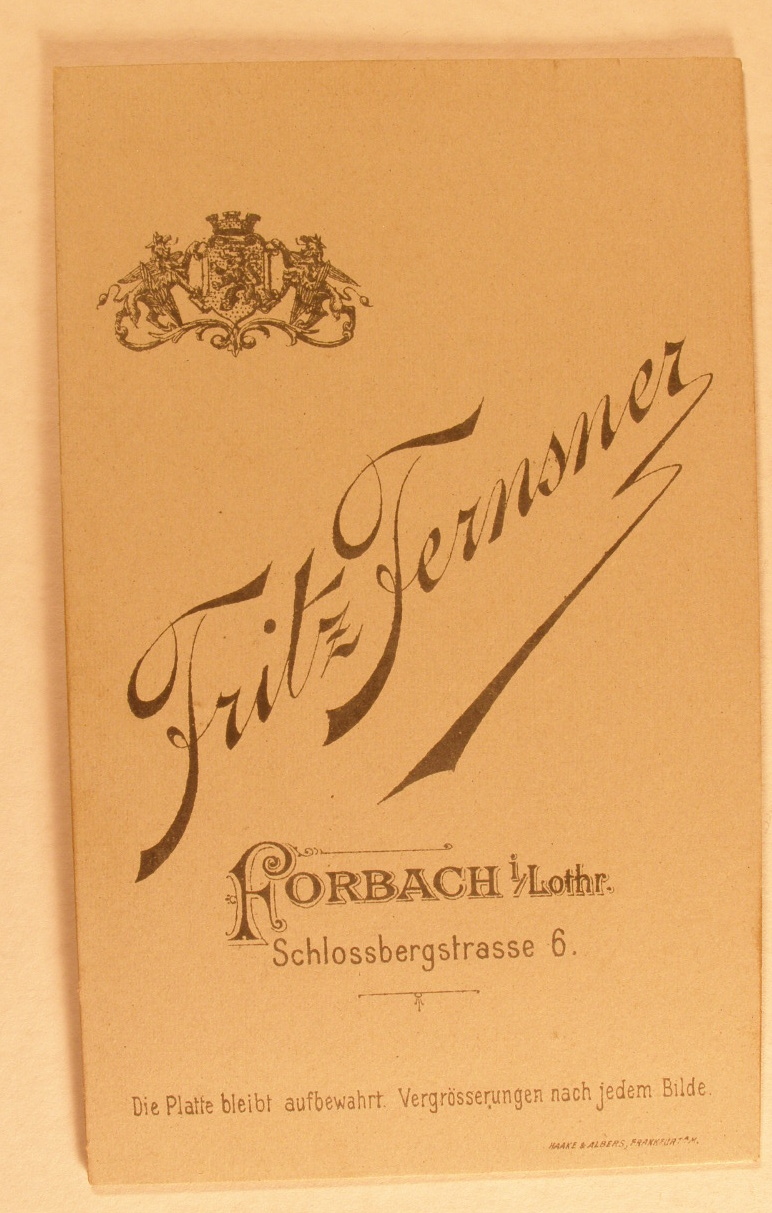 Fritz Fernsner
FORBACH i/Lothr.
Schlossbergstrasse 6.
Die Platte bleibt aufbewahrt. Vergrösserungen nach jedem Bilde.
HAAKE & ALBERS, FRANKFURT A/M.